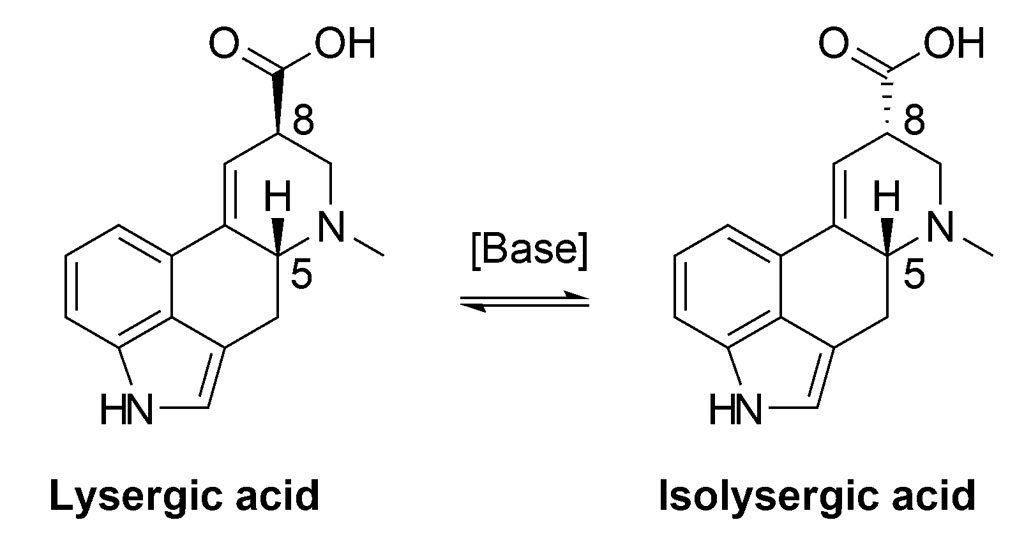 O OH O OH
8 8
H H
N N
[Base]
5 5
HN HN
Lysergic acid Isolysergic acid